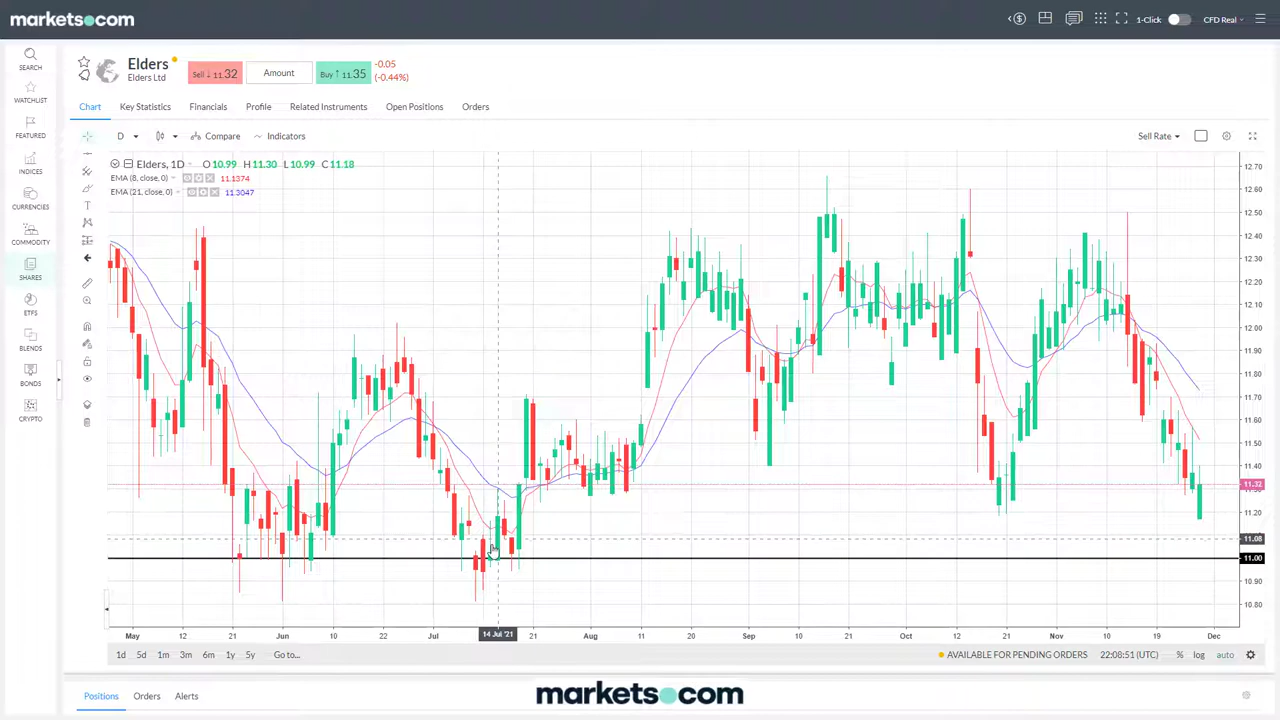 markets.com
1-Click
CFD Real
SEARCH
WATCHLIST
FEATURED
INDICES
CURRENCIES
COMMODITY
SHARES
ETFS
BLENDS
BONDS
CRYPTO
Elders
Elders Ltd
Sell ↓ 11.32
Amount
Buy ↑ 11.35
-0.05
(-0.44%)
Chart Key Statistics Financials Profile Related Instruments Open Positions Orders
D Compare Indicators Sell Rate
Elders, 1D O 10.99 H 11.30 L 10.99 C 11.18
EMA (8, close, 0) 11.1374
EMA (21, close, 0) 11.3047
12.70
12.60
12.50
12.40
12.30
12.20
12.10
12.00
11.90
11.80
11.70
11.60
11.50
11.40
11.32
11.20
11.08
11.00
10.90
10.80
May 12 21 Jun 10 22 Jul 14 Jul '21 21 Aug 11 20 Sep 10 21 Oct 12 21 Nov 10 19 Dec
1d 5d 1m 3m 6m 1y 5y Go to...
AVAILABLE FOR PENDING ORDERS 22:08:51 (UTC) % log auto
Positions Orders Alerts
markets.com